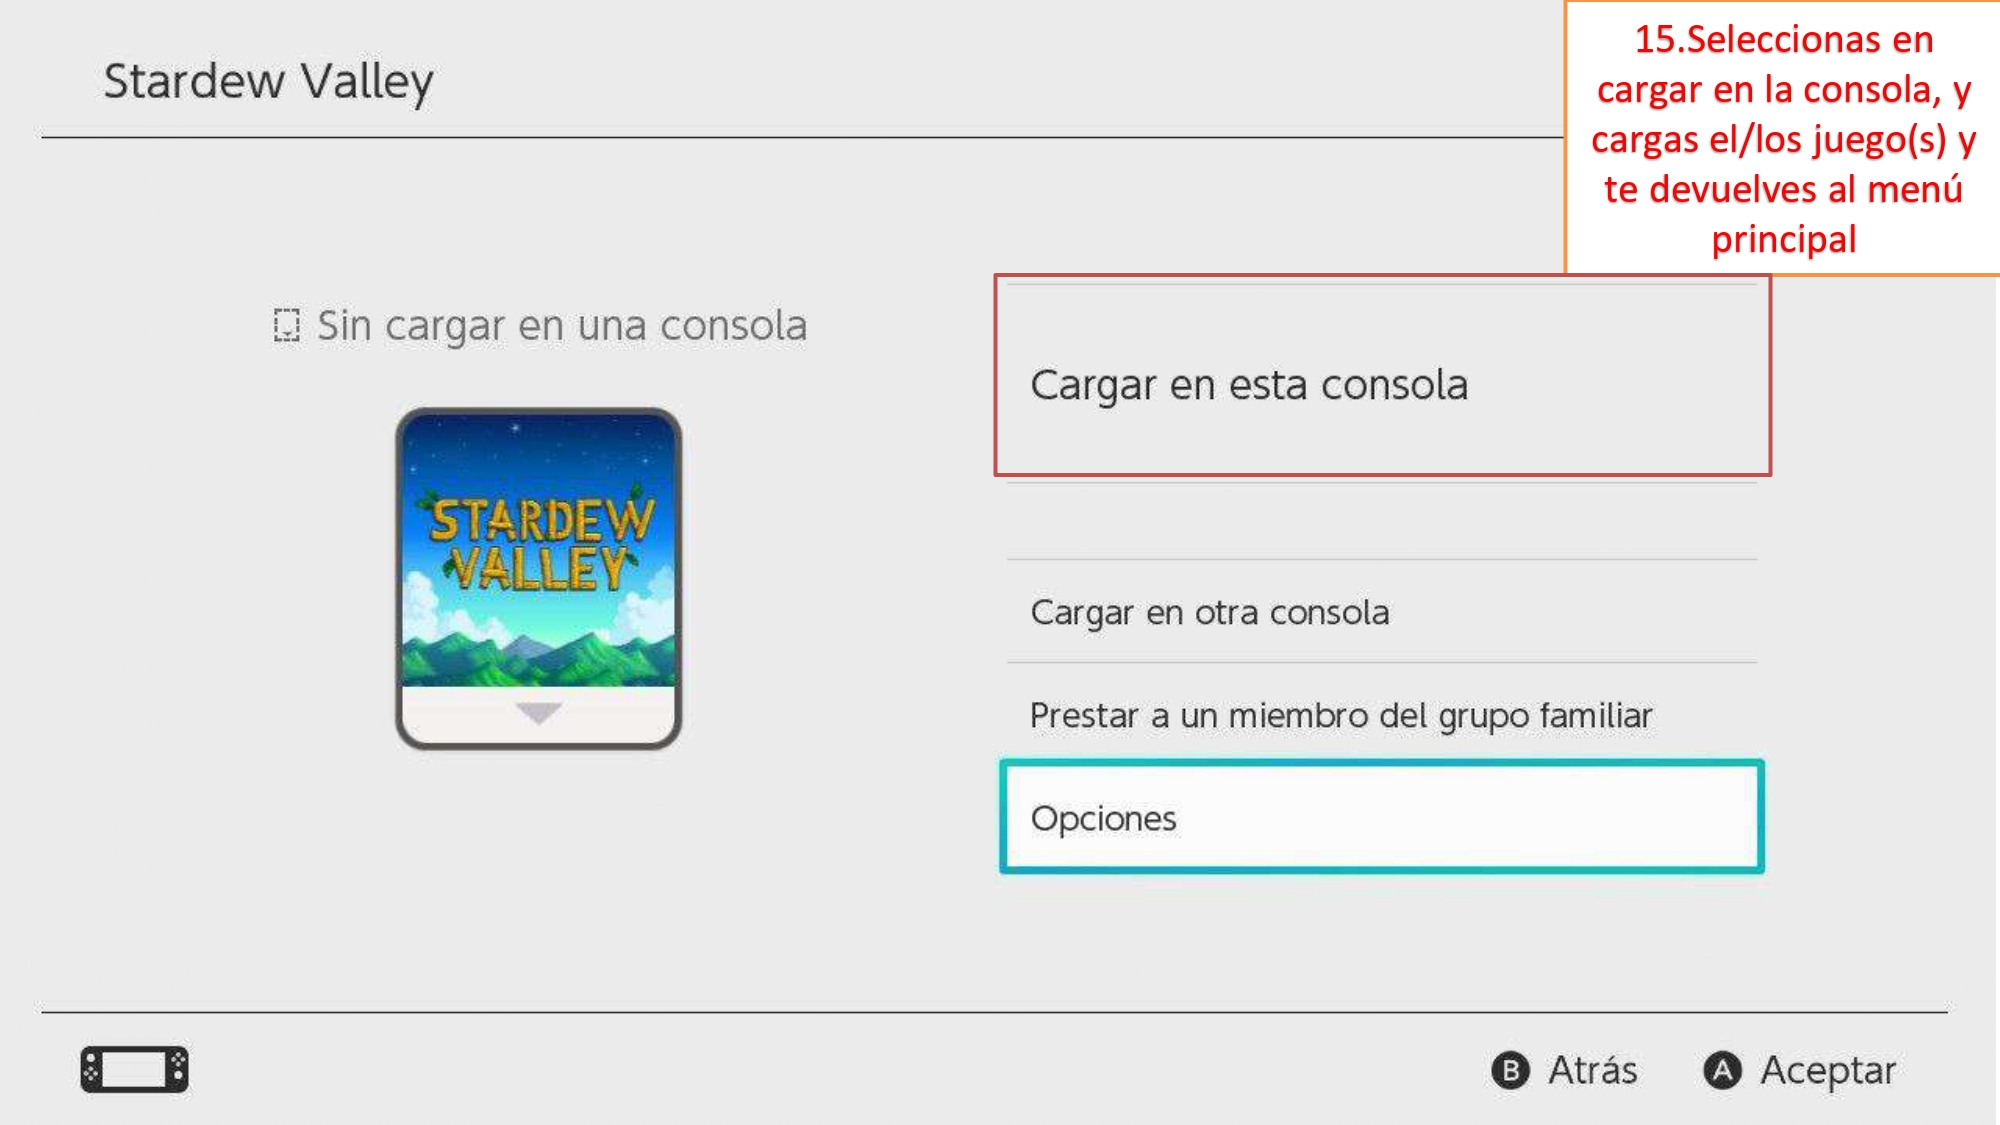 Stardew Valley
15.Seleccionas en
cargar en la consola, y
cargas el/los juego(s) y
te devuelves al menú
principal
Sin cargar en una consola
STARDEW
VALLEY
Cargar en esta consola
Cargar en otra consola
Prestar a un miembro del grupo familiar
Opciones
B Atrás
A Aceptar